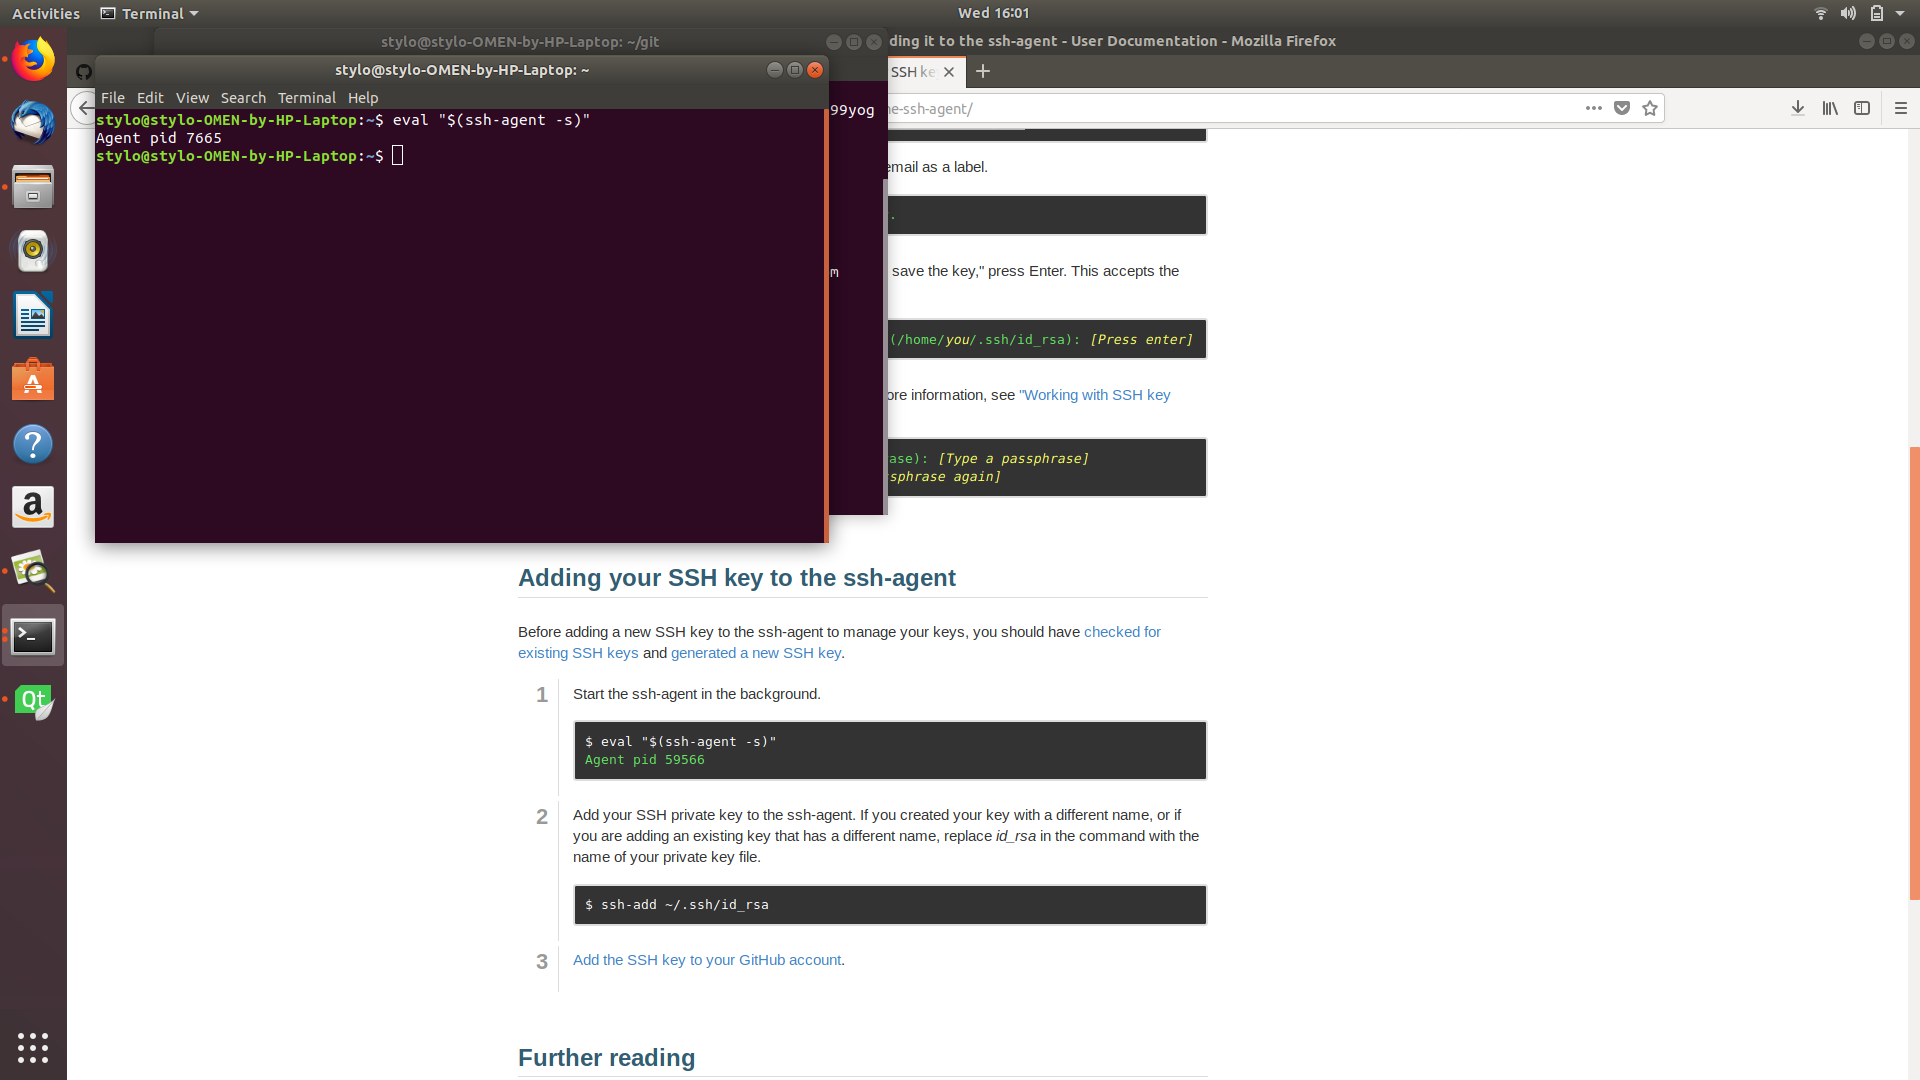 Activities
Terminal
Wed 16:01
stylo@stylo-OMEN-by-HP-Laptop: ~/git
ding it to the ssh-agent - User Documentation - Mozilla Firefox
stylo@stylo-OMEN-by-HP-Laptop: ~
SSH ke
File Edit View Search Terminal Help
99yog
e-ssh-agent/
stylo@stylo-OMEN-by-HP-Laptop:~$ eval "$(ssh-agent -s)"
Agent pid 7665
stylo@stylo-OMEN-by-HP-Laptop:~$
email as a label.
save the key," press Enter. This accepts the
m
(/home/you/.ssh/id_rsa): [Press enter]
ore information, see "Working with SSH key
ase): [Type a passphrase]
ssphrase again]
Adding your SSH key to the ssh-agent
Before adding a new SSH key to the ssh-agent to manage your keys, you should have checked for
existing SSH keys and generated a new SSH key.
1 Start the ssh-agent in the background.
$ eval "$(ssh-agent -s)"
Agent pid 59566
2 Add your SSH private key to the ssh-agent. If you created your key with a different name, or if
you are adding an existing key that has a different name, replace id_rsa in the command with the
name of your private key file.
$ ssh-add ~/.ssh/id_rsa
3 Add the SSH key to your GitHub account.
Further reading
Qt